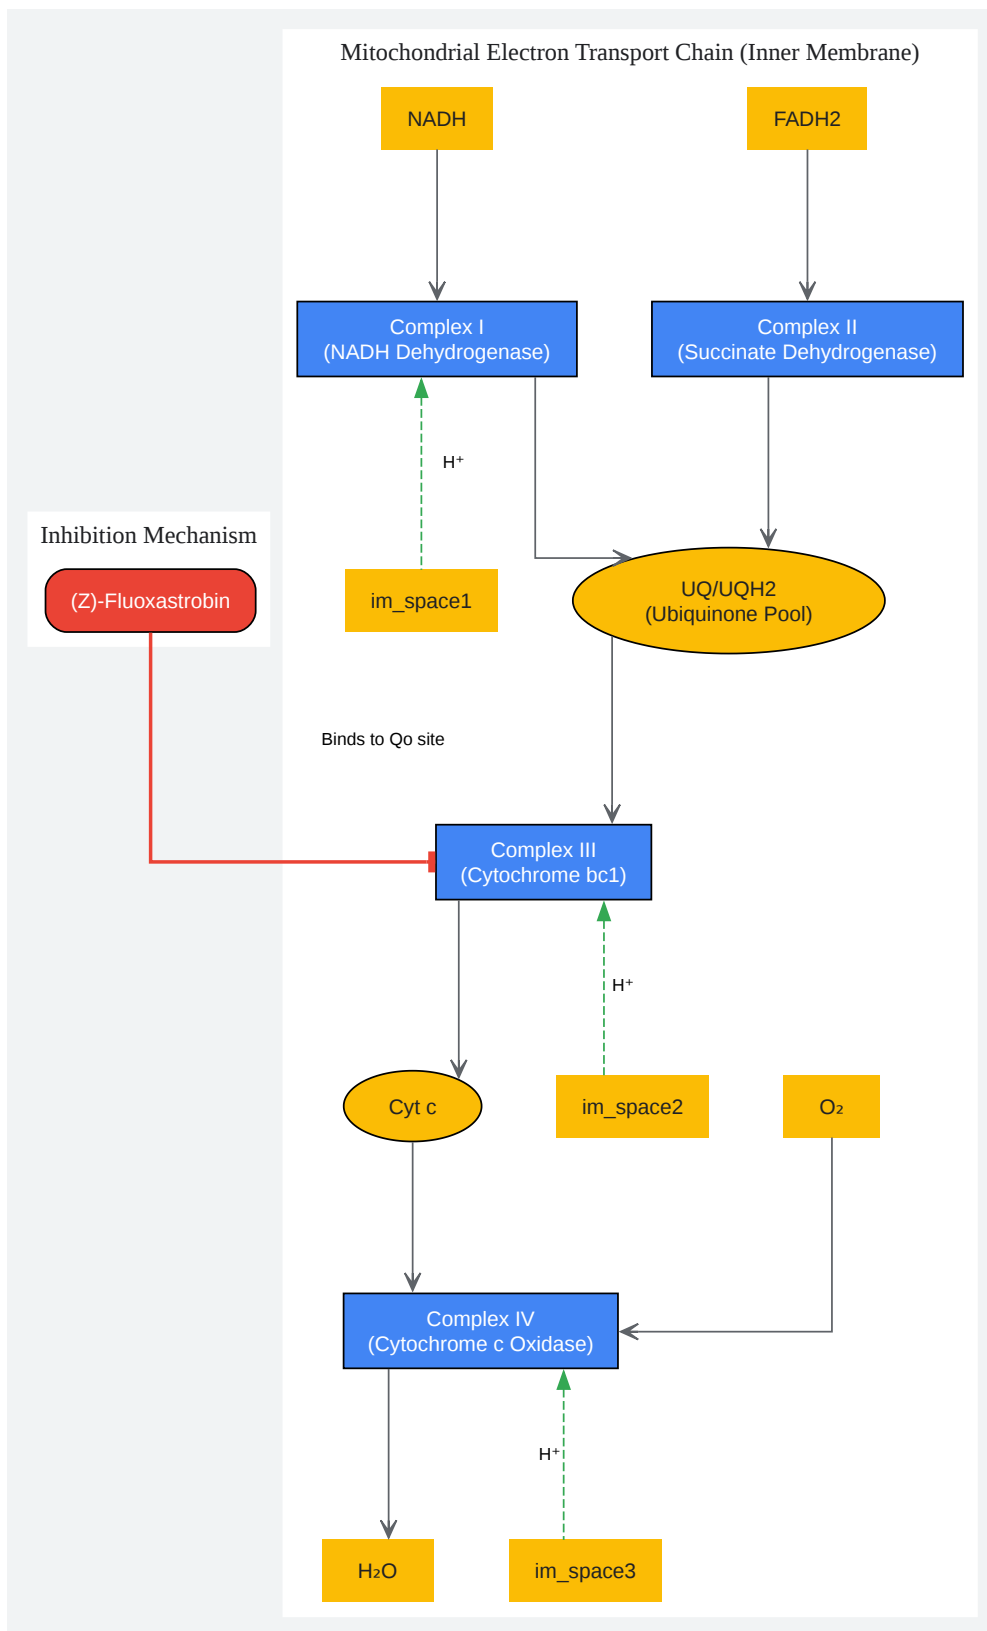 Mitochondrial Electron Transport Chain (Inner Membrane)
NADH
FADH2
Complex I
(NADH Dehydrogenase)
Complex II
(Succinate Dehydrogenase)
H⁺
Inhibition Mechanism
(Z)-Fluoxastrobin
im_space1
UQ/UQH2
(Ubiquinone Pool)
Binds to Qo site
Complex III
(Cytochrome bc1)
H⁺
Cyt c
im_space2
O₂
Complex IV
(Cytochrome c Oxidase)
H⁺
H₂O
im_space3